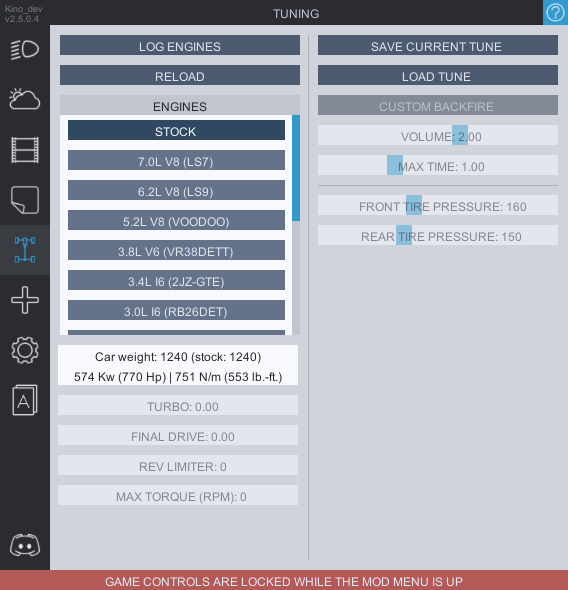 Kino_dev
v2.5.0.4
TUNING
LOG ENGINES
RELOAD
ENGINES
STOCK
7.0L V8 (LS7)
6.2L V8 (LS9)
5.2L V8 (VOODOO)
3.8L V6 (VR38DETT)
3.4L I6 (2JZ-GTE)
3.0L I6 (RB26DET)
Car weight: 1240 (stock: 1240)
574 Kw (770 Hp) | 751 N/m (553 lb.-ft.)
TURBO: 0.00
FINAL DRIVE: 0.00
REV LIMITER: 0
MAX TORQUE (RPM): 0
SAVE CURRENT TUNE
LOAD TUNE
CUSTOM BACKFIRE
VOLUME: 2.00
MAX TIME: 1.00
FRONT TIRE PRESSURE: 160
REAR TIRE PRESSURE: 150
A
?
GAME CONTROLS ARE LOCKED WHILE THE MOD MENU IS UP